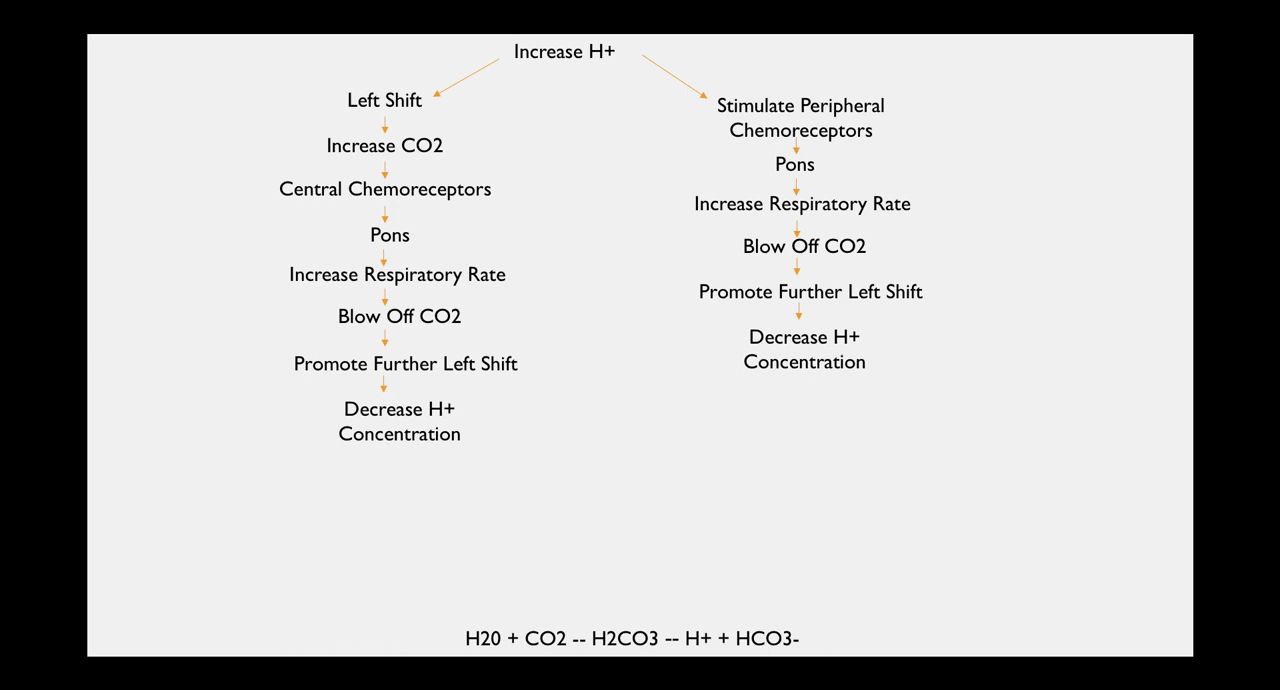 Increase H+
Left Shift
Increase CO2
Central Chemoreceptors
Pons
Increase Respiratory Rate
Blow Off CO2
Promote Further Left Shift
Decrease H+
Concentration
Stimulate Peripheral
Chemoreceptors
Pons
Increase Respiratory Rate
Blow Off CO2
Promote Further Left Shift
Decrease H+
Concentration
H20 + CO2 -- H2CO3 -- H+ + HCO3-